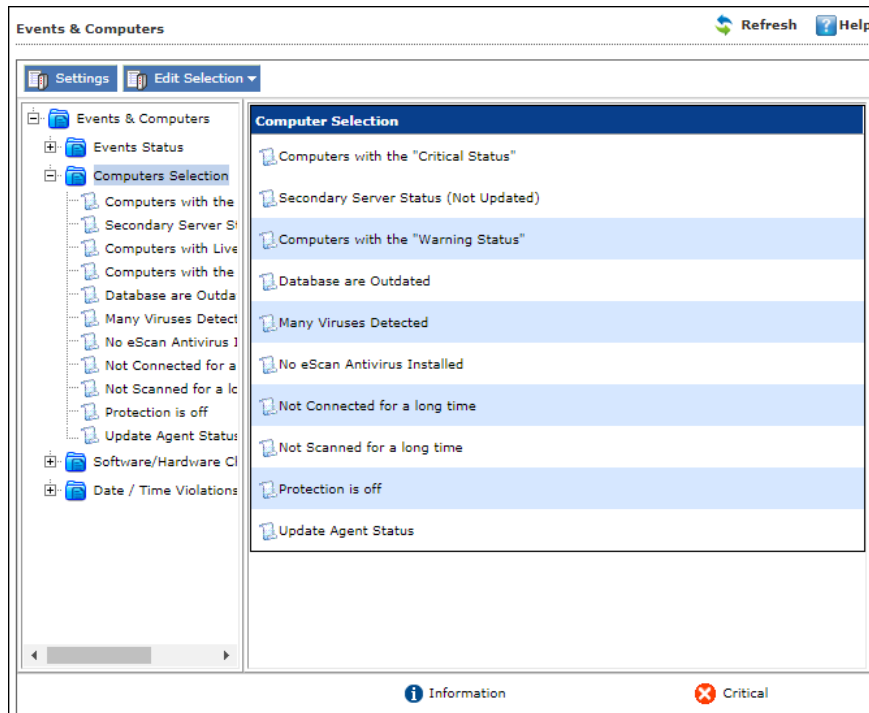 Events & Computers
Refresh
Help
Settings
Edit Selection
Events & Computers
Events Status
Computers Selection
Computers with the
Secondary Server St
Computers with Live
Computers with the
Database are Outda
Many Viruses Detect
No eScan Antivirus I
Not Connected for a
Not Scanned for a lo
Protection is off
Update Agent Status
Software/Hardware Cl
Date / Time Violations
Computer Selection
Computers with the "Critical Status"
Secondary Server Status (Not Updated)
Computers with the "Warning Status"
Database are Outdated
Many Viruses Detected
No eScan Antivirus Installed
Not Connected for a long time
Not Scanned for a long time
Protection is off
Update Agent Status
Information
Critical